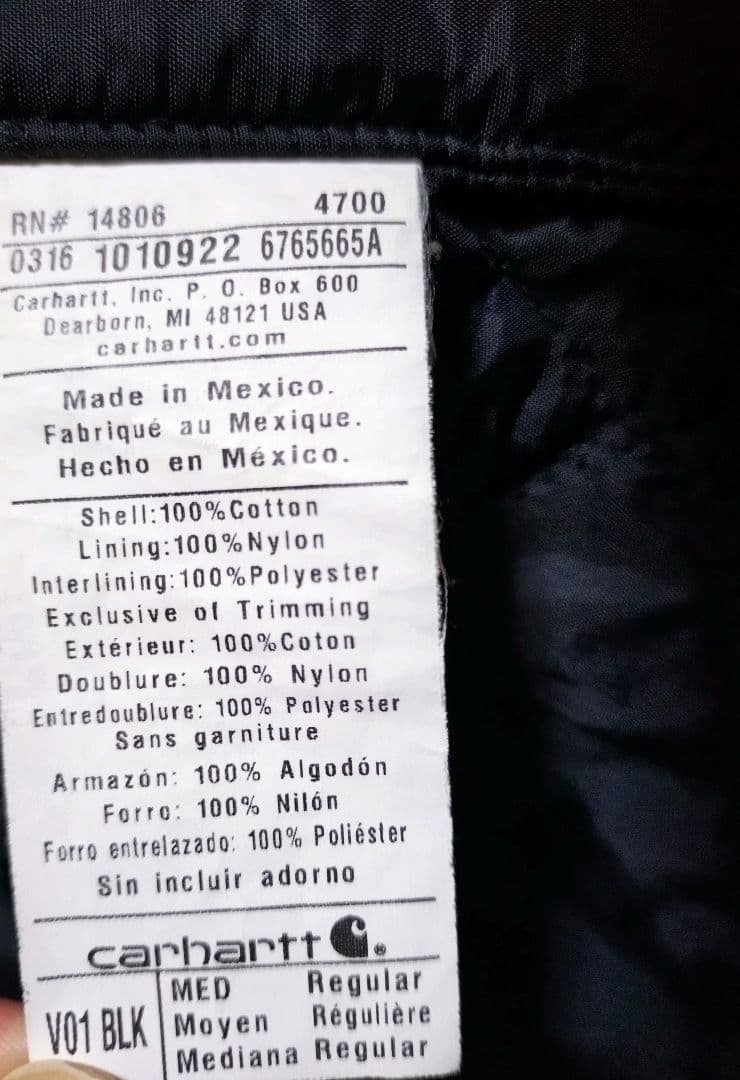 RN# 14806 4700
0316 1010922 6765665A
Carhartt, Inc. P. O. Box 600
Dearborn, MI 48121 USA
carhartt.com
Made in Mexico.
Fabriqué au Mexique.
Hecho en México.
Shell:100%Cotton
Lining:100%Nylon
Interlining:100%Polyester
Exclusive of Trimming
Extérieur: 100%Coton
Doublure: 100% Nylon
Entredoublure: 100% Polyester
Sans garniture
Armazón: 100% Algodón
Forro: 100% Nilón
Forro entrelazado: 100% Poliéster
Sin incluir adorno
carhartt ®
V01 BLK
MED Regular
Moyen Régulière
Mediana Regular